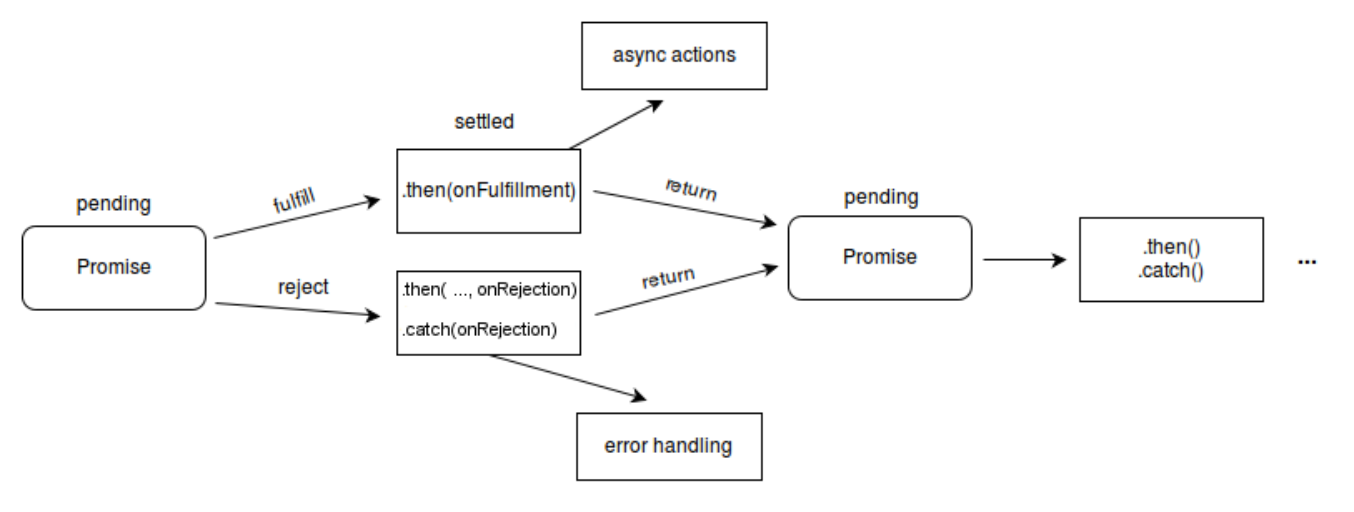 async actions
settled
.then(onFulfillment)
return
pending
fulfill
Promise
pending
Promise
.then()
.catch()
...
reject
.then( ..., onRejection)
.catch(onRejection)
return
error handling